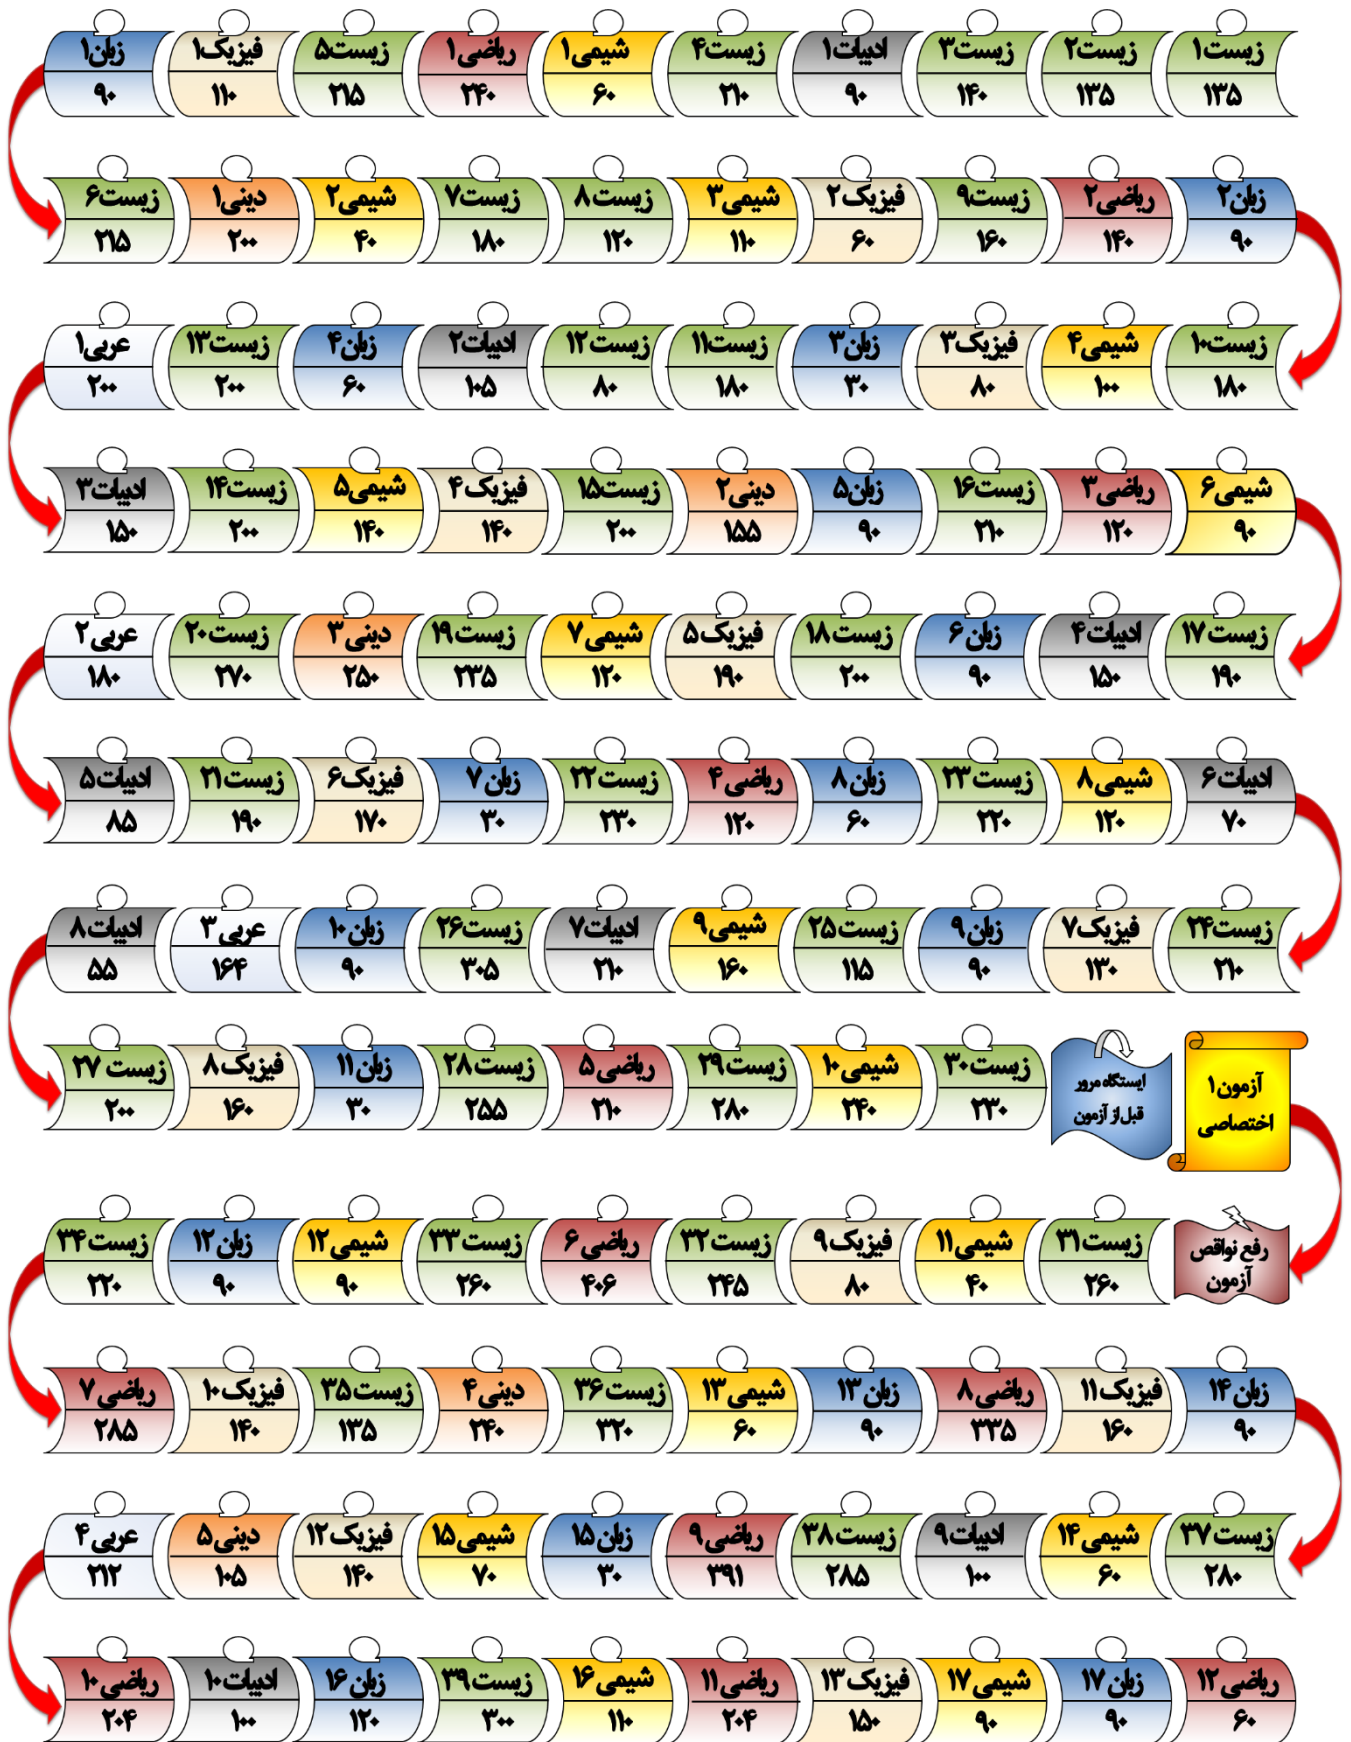 زیست۱ زیست۲ زیست۳ ادبیات۱ زیست۴ شیمی۱ ریاضی۱ زیست۵ فیزیک۱ زبان۱
۱۳۵ ۱۳۵ ۱۴۰ ۹۰ ۲۱۰ ۶۰ ۲۴۰ ۲۱۵ ۱۱۰ ۹۰
زبان۲ ریاضی۲ زیست۹ فیزیک۲ شیمی۳ زیست۸ زیست۷ شیمی۲ دینی۱ زیست۶
۹۰ ۱۴۰ ۱۶۰ ۶۰ ۱۱۰ ۱۲۰ ۱۸۰ ۴۰ ۲۰۰ ۲۱۵
زیست۱۰ شیمی۴ فیزیک۳ زبان۳ زیست۱۱ زیست۱۲ ادبیات۲ زبان۴ زیست۱۳ عربی۱
۱۸۰ ۱۰۰ ۸۰ ۳۰ ۱۸۰ ۸۰ ۱۰۵ ۶۰ ۲۰۰ ۲۰۰
شیمی۶ ریاضی۳ زیست۱۶ زبان۵ دینی۲ زیست۱۵ فیزیک۴ شیمی۵ زیست۱۴ ادبیات۳
۹۰ ۱۲۰ ۲۱۰ ۹۰ ۱۵۵ ۲۰۰ ۱۴۰ ۱۴۰ ۲۰۰ ۱۵۰
زیست۱۷ ادبیات۴ زبان۶ زیست۱۸ فیزیک۵ شیمی۷ زیست۱۹ دینی۳ زیست۲۰ عربی۲
۱۹۰ ۱۵۰ ۹۰ ۲۰۰ ۱۹۰ ۱۲۰ ۲۳۵ ۲۵۰ ۲۷۰ ۱۸۰
ادبیات۶ شیمی۸ زیست۲۳ زبان۸ ریاضی۴ زیست۲۲ زبان۷ فیزیک۶ زیست۲۱ ادبیات۵
۷۰ ۱۲۰ ۲۲۰ ۶۰ ۱۲۰ ۲۳۰ ۳۰ ۱۷۰ ۱۹۰ ۸۵
زیست۲۴ فیزیک۷ زبان۹ زیست۲۵ شیمی۹ ادبیات۷ زیست۲۶ زبان۱۰ عربی۳ ادبیات۸
۲۱۰ ۱۳۰ ۹۰ ۱۱۵ ۱۶۰ ۲۱۰ ۳۰۵ ۹۰ ۱۶۴ ۵۵
آزمون۱ ایستگاه مرور زیست۳۰ شیمی۱۰ زیست۲۹ ریاضی۵ زیست۲۸ زبان۱۱ فیزیک۸ زیست۲۷
اختصاصی قبل از آزمون ۲۳۰ ۲۴۰ ۲۸۰ ۲۱۰ ۲۵۵ ۳۰ ۱۶۰ ۲۰۰
رفع نواقص زیست۳۱ شیمی۱۱ فیزیک۹ زیست۳۲ ریاضی۶ زیست۳۳ شیمی۱۲ زبان۱۲ زیست۳۴
آزمون ۲۶۰ ۴۰ ۸۰ ۲۴۵ ۴۰۶ ۲۶۰ ۹۰ ۹۰ ۲۲۰
زبان۱۴ فیزیک۱۱ ریاضی۸ زبان۱۳ شیمی۱۳ زیست۳۶ دینی۴ زیست۳۵ فیزیک۱۰ ریاضی۷
۹۰ ۱۶۰ ۳۳۵ ۹۰ ۶۰ ۳۲۰ ۲۴۰ ۱۳۵ ۱۴۰ ۲۸۵
زیست۳۷ شیمی۱۴ ادبیات۹ زیست۳۸ ریاضی۹ زبان۱۵ شیمی۱۵ فیزیک۱۲ دینی۵ عربی۴
۲۸۰ ۶۰ ۱۰۰ ۲۸۵ ۳۹۱ ۳۰ ۷۰ ۱۴۰ ۱۰۵ ۲۱۲
ریاضی۱۲ زبان۱۷ شیمی۱۷ فیزیک۱۳ ریاضی۱۱ شیمی۱۶ زیست۳۹ زبان۱۶ ادبیات۱۰ ریاضی۱۰
۶۰ ۹۰ ۹۰ ۱۵۰ ۲۰۴ ۱۱۰ ۳۰۰ ۱۲۰ ۱۰۰ ۲۰۴